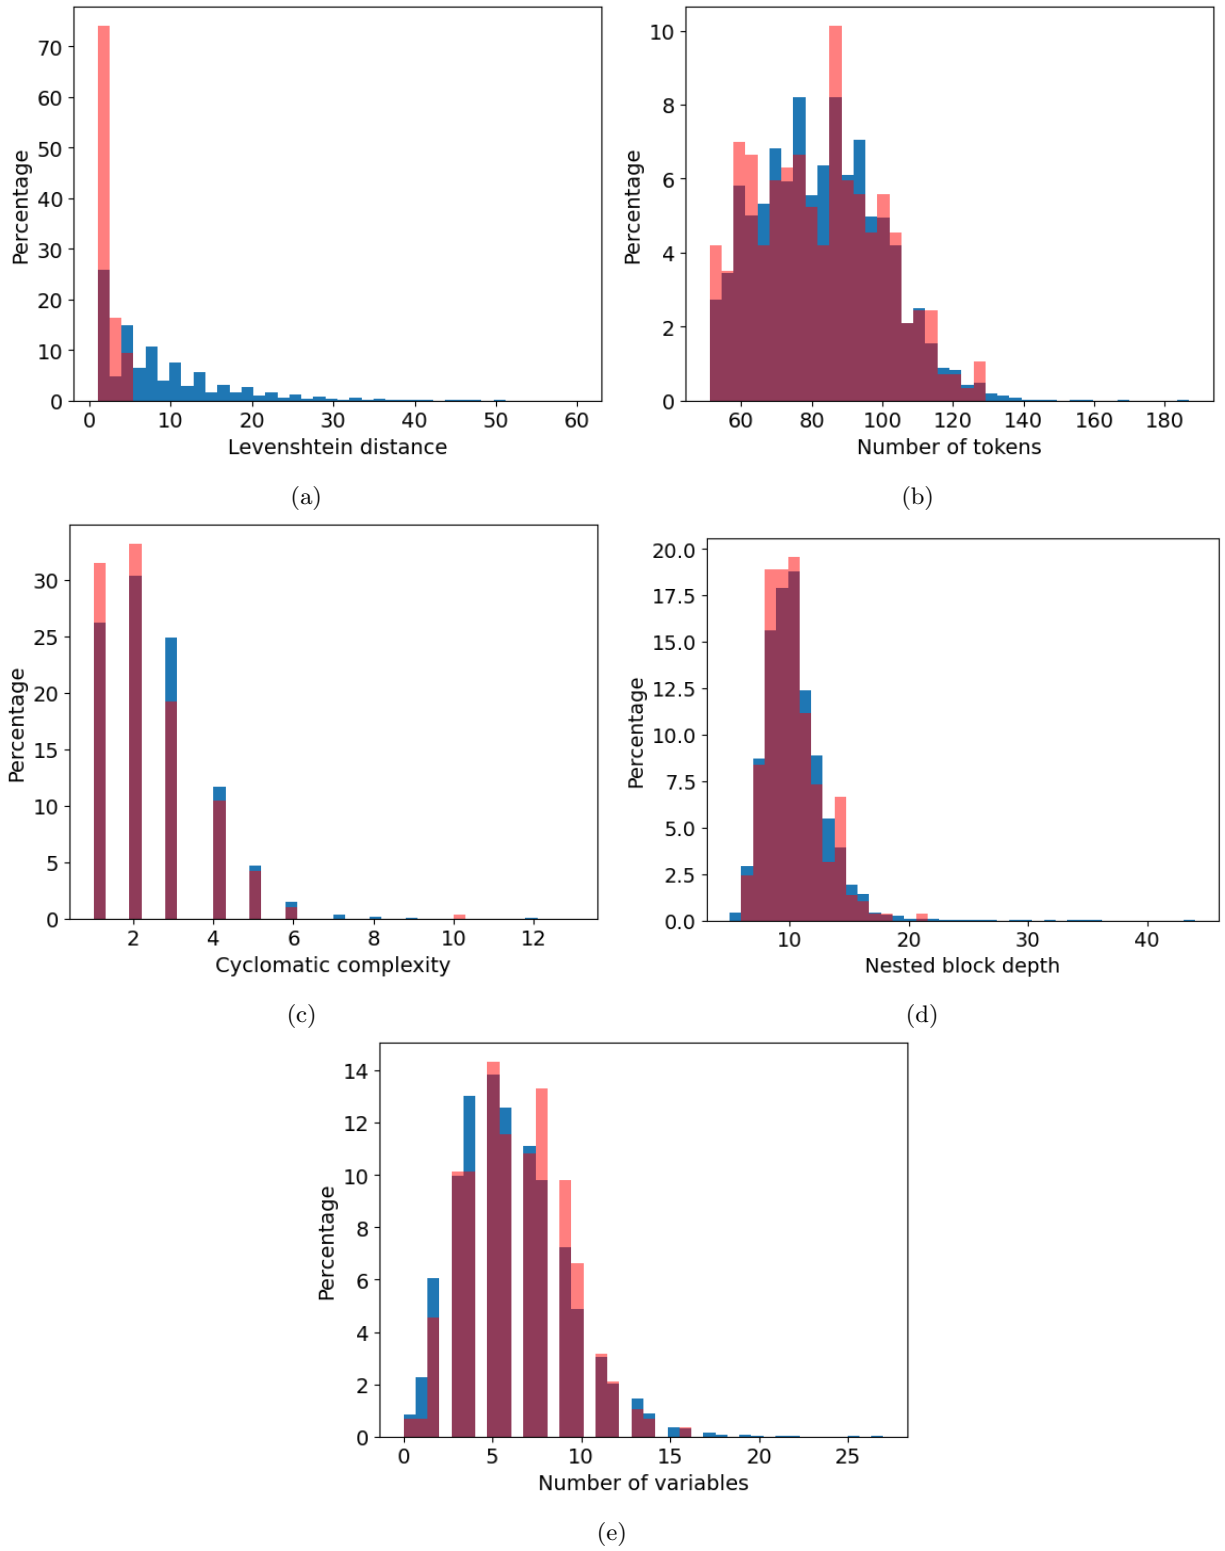 70
60
50
40
30
20
10
0
Percentage
0 10 20 30 40 50 60
Levenshtein distance
(a)
10
8
6
4
2
0
Percentage
60 80 100 120 140 160 180
Number of tokens
(b)
30
25
20
15
10
5
0
Percentage
2 4 6 8 10 12
Cyclomatic complexity
(c)
20.0
17.5
15.0
12.5
10.0
7.5
5.0
2.5
0.0
Percentage
10 20 30 40
Nested block depth
(d)
14
12
10
8
6
4
2
0
Percentage
0 5 10 15 20 25
Number of variables
(e)